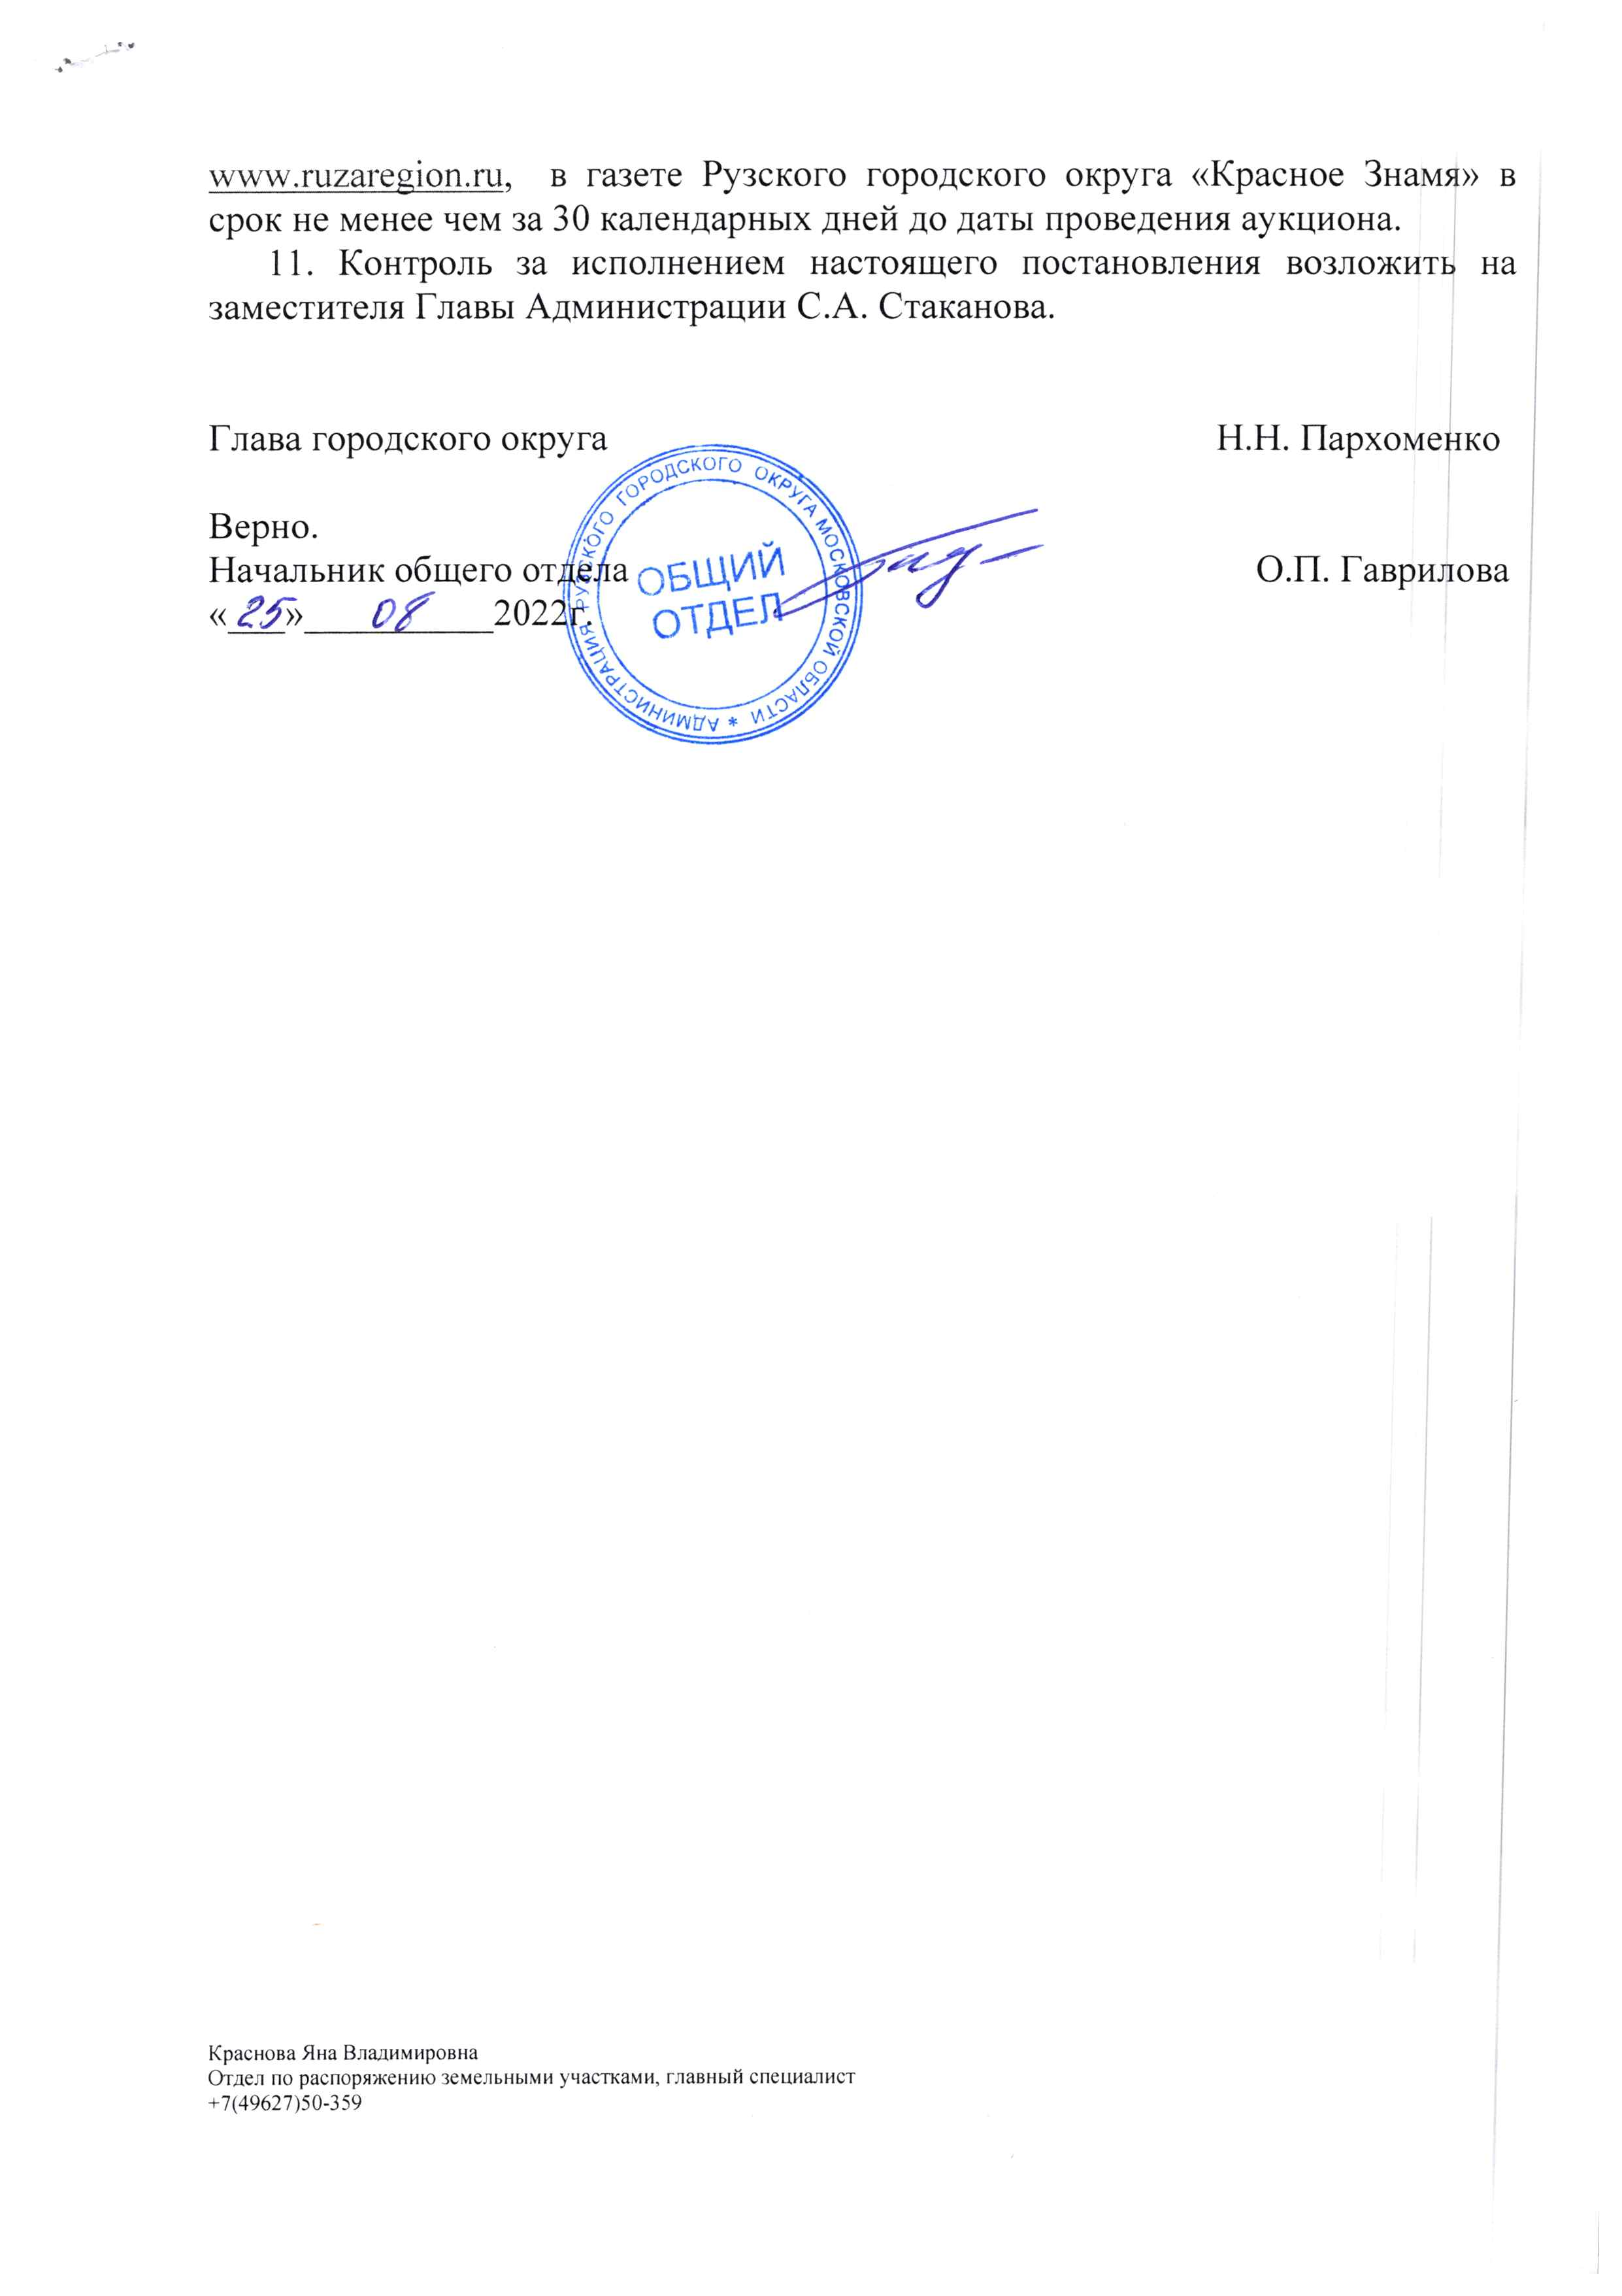 www.ruzaregion.ru, в газете Рузского городского округа «Красное Знамя» в
срок не менее чем за 30 календарных дней до даты проведения аукциона.
11. Контроль за исполнением настоящего постановления возложить на
заместителя Главы Администрации С.А. Стаканова.
Глава городского округа Н.Н. Пархоменко
Верно.
Начальник общего отдела О.П. Гаврилова
«25» 08 2022г.
АДМИНИСТРАЦИЯ РУЗСКОГО ГОРОДСКОГО ОКРУГА МОСКОВСКОЙ ОБЛАСТИ *
ОБЩИЙ
ОТДЕЛ
Краснова Яна Владимировна
Отдел по распоряжению земельными участками, главный специалист
+7(49627)50-359